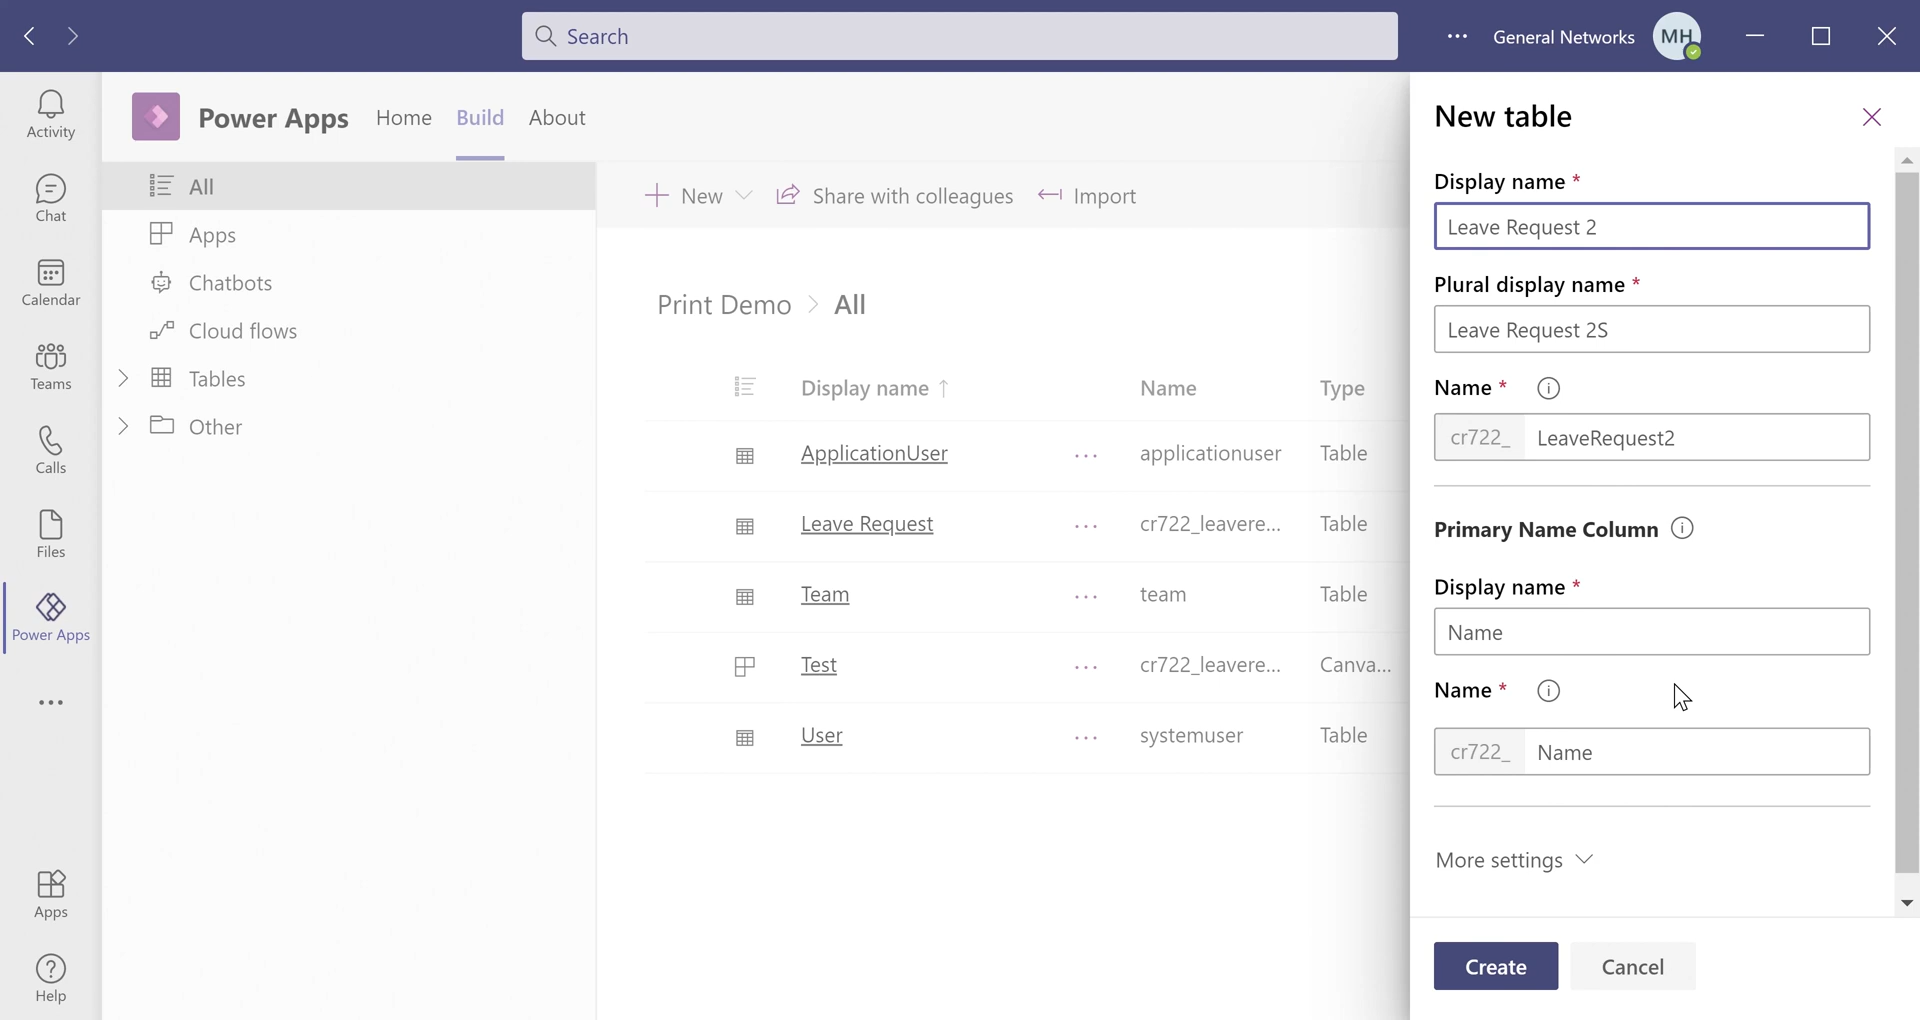 Search
General Networks
MH
Activity
Chat
Calendar
Teams
Calls
Files
Power Apps
Apps
Help
Power Apps
Home
Build
About
All
Apps
Chatbots
Cloud flows
Tables
Other
New
Share with colleagues
Import
Print Demo > All
Display name ↑ Name Type
ApplicationUser ... applicationuser Table
Leave Request ... cr722_leavere... Table
Team ... team Table
Test ... cr722_leavere... Canva...
User ... systemuser Table
New table
Display name *
Leave Request 2
Plural display name *
Leave Request 2S
Name *
cr722_ LeaveRequest2
Primary Name Column
Display name *
Name
Name *
cr722_ Name
More settings
Create
Cancel